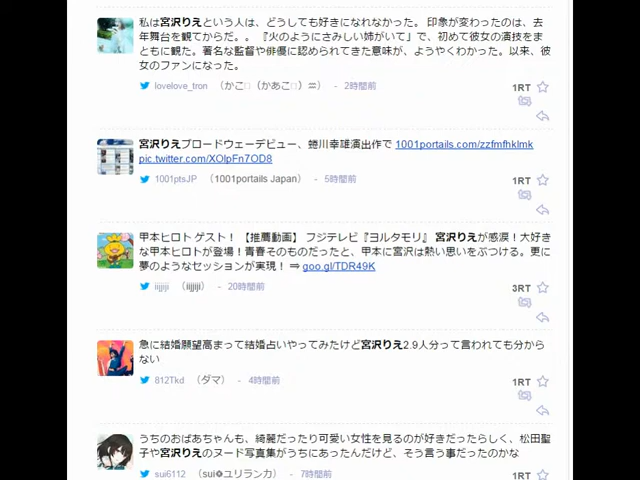 私は宮沢りえという人は、どうしても好きになれなかった。 印象が変わったのは、去
年舞台を観てからだ。。『火のようにさみしい姉がいて』で、初めて彼女の演技をま
ともに観た。著名な監督や俳優に認められてきた意味が、ようやくわかった。以来、彼
女のファンになった。
lovelove_tron （かこ（かあこ）） - 2時間前
1RT
宮沢りえブロードウェーデビュー、蜷川幸雄演出作で 1001portails.com/zzfmfhklmk
pic.twitter.com/XOlpFn7OD8
1001ptsJP （1001portails Japan） - 5時間前
1RT
甲本ヒロト ゲスト！ 【推薦動画】 フジテレビ『ヨルタモリ』 宮沢りえが感涙！大好き
な甲本ヒロトが登場！青春そのものだったと、甲本に宮沢は熱い思いをぶつける。更に
夢のようなセッションが実現！ ⇒ goo.gl/TDR49K
iijjiji （iijjiji） - 20時間前
3RT
急に結婚願望高まって結婚占いやってみたけど宮沢りえ2.9人分って言われても分から
ない
812Tkd （ダマ） - 4時間前
1RT
うちのおばあちゃんも、綺麗だったり可愛い女性を見るのが好きだったらしく、松田聖
子や宮沢りえのヌード写真集がうちにあったんだけど、そう言う事だったのかな
sui6112 （sui❁ユリランカ） - 7時間前
1RT